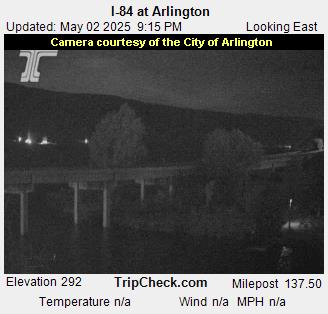 I-84 at Arlington
Updated: May 02 2025 9:15 PM Looking East
Camera courtesy of the City of Arlington
Elevation 292 TripCheck.com Milepost 137.50
Temperature n/a Wind n/a MPH n/a